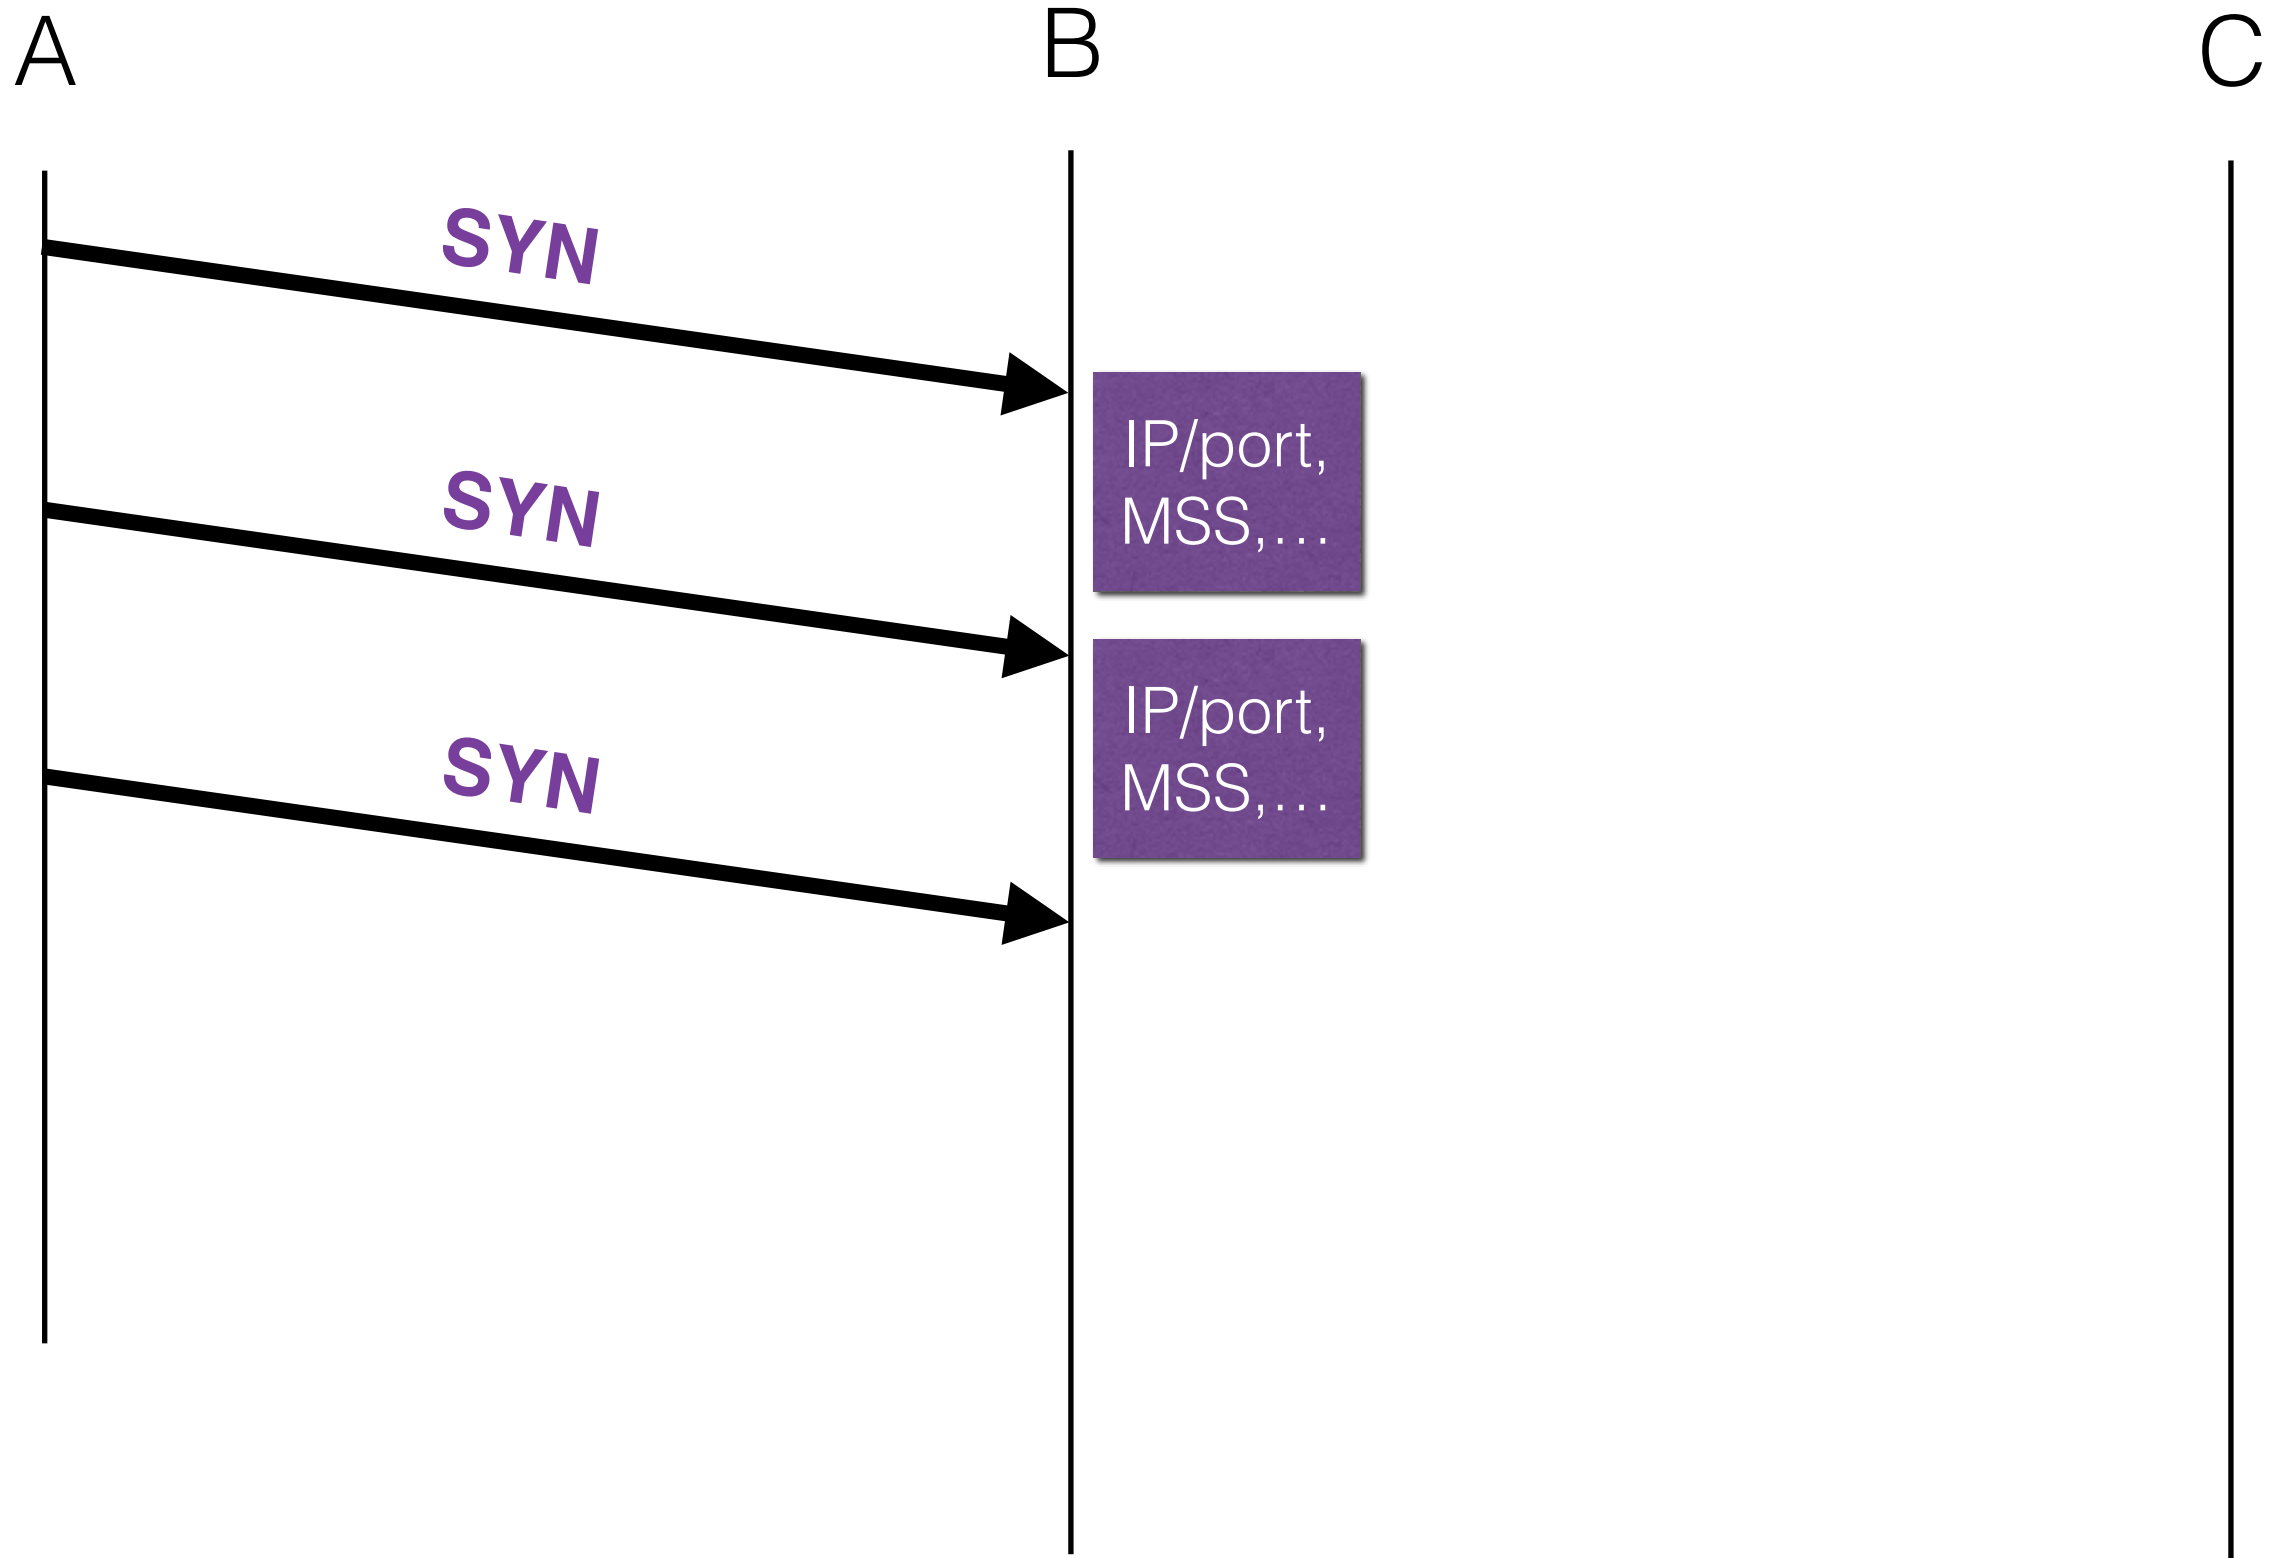 A
B
C
SYN
IP/port,
MSS,…
SYN
IP/port,
MSS,…
SYN